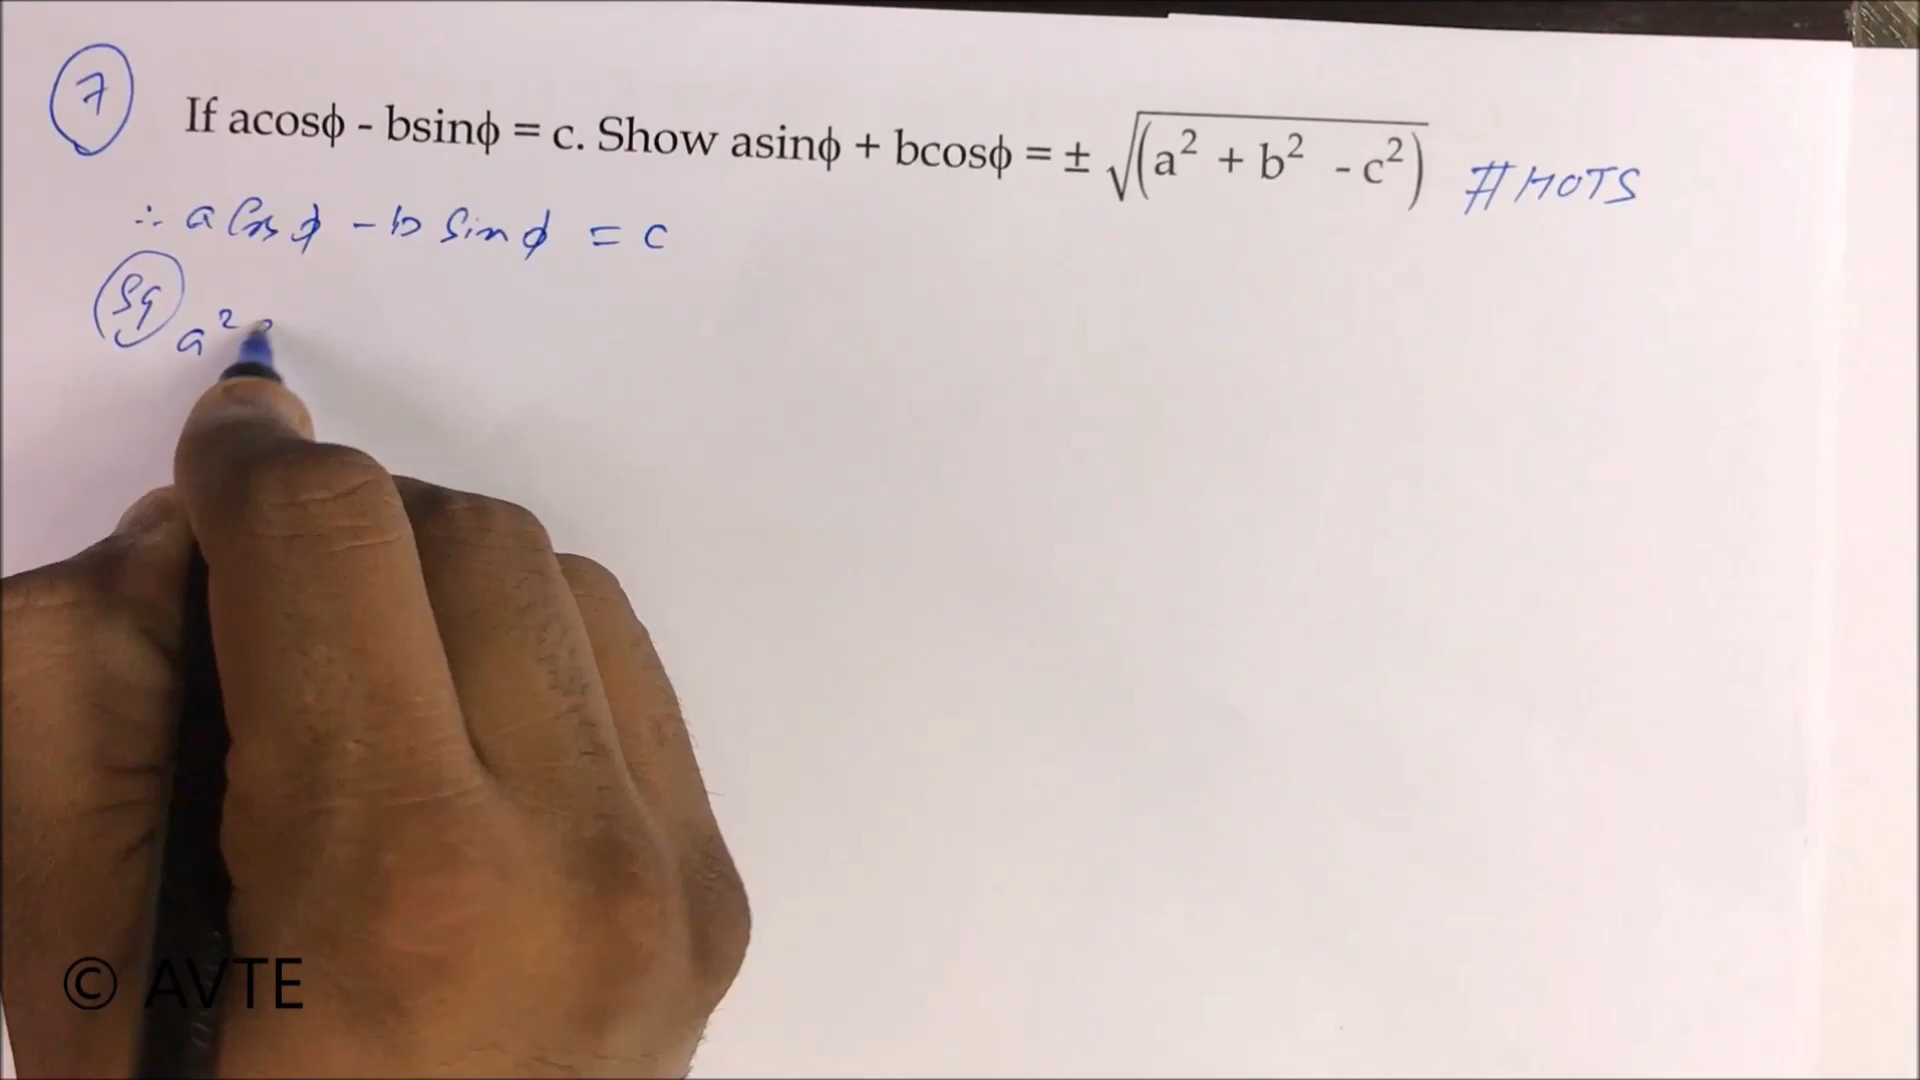 7
If acosϕ - bsinϕ = c. Show asinϕ + bcosϕ = ± √(a² + b² - c²) #HOTS
∴ a Cos ϕ - b Sin ϕ = c
Sq a²
© AVTE